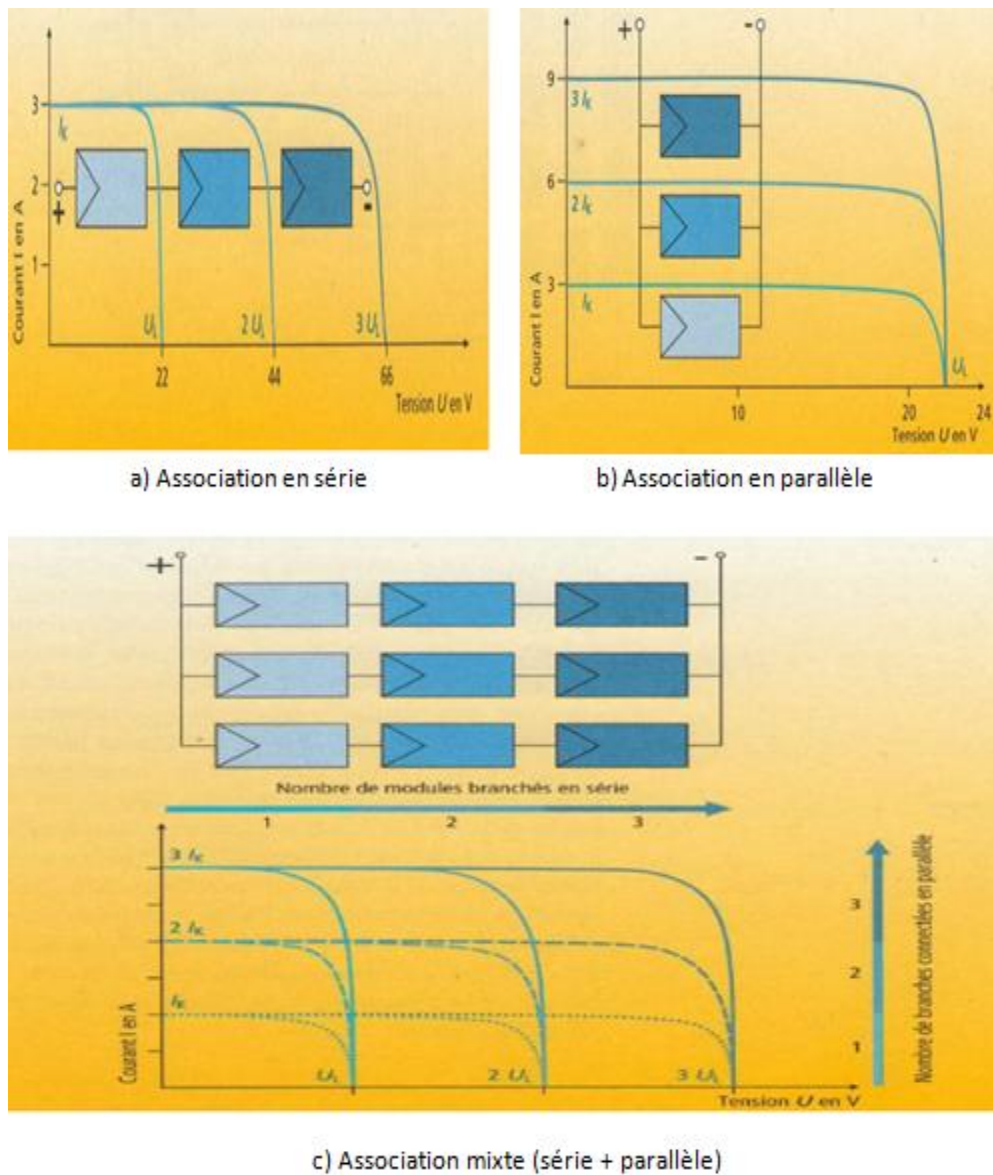 Courant I en A
3
2
1
I_K
+
-
U_L
2 U_L
3 U_L
22
44
66
Tension U en V
a) Association en série
+
-
Courant I en A
9
6
3
3 I_K
2 I_K
I_K
U_L
10
20
24
Tension U en V
b) Association en parallèle
+
-
Nombre de modules branchés en série
1
2
3
3 I_K
2 I_K
I_K
Courant I en A
U_L
2 U_L
3 U_L
Tension U en V
3
2
1
Nombre de branches connectées en parallèle
c) Association mixte (série + parallèle)